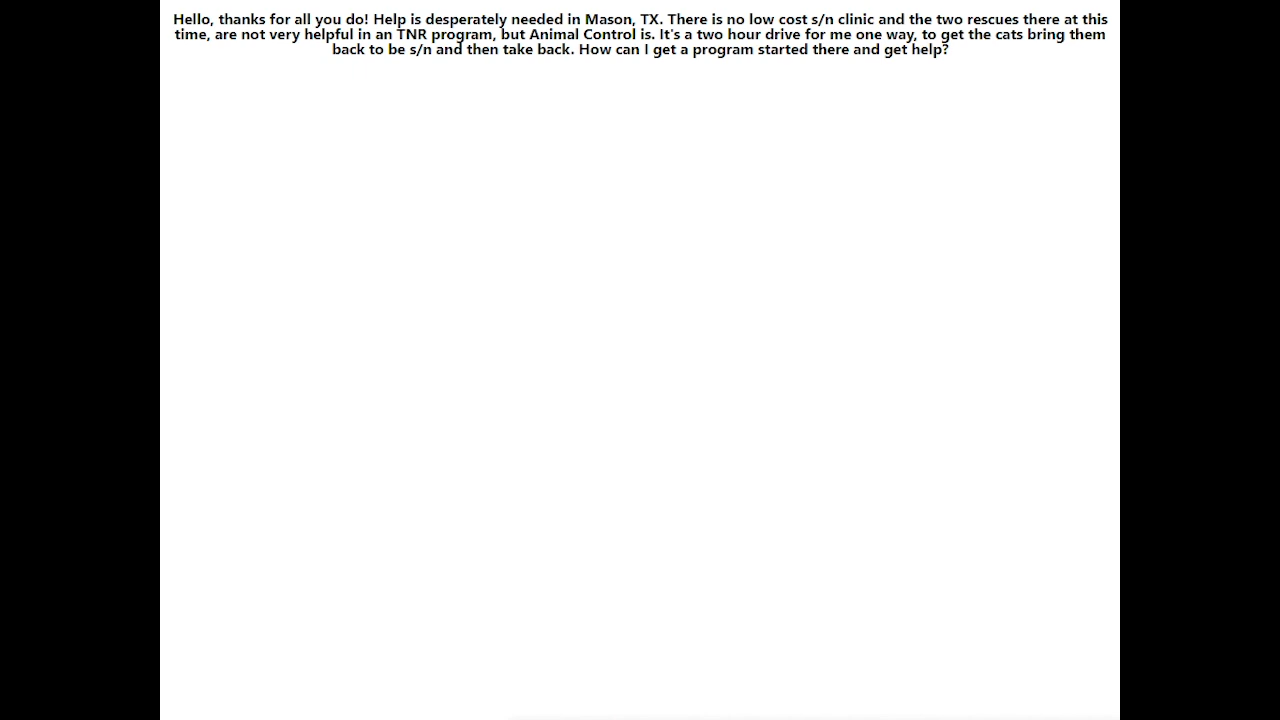 Hello, thanks for all you do! Help is desperately needed in Mason, TX. There is no low cost s/n clinic and the two rescues there at this
time, are not very helpful in an TNR program, but Animal Control is. It's a two hour drive for me one way, to get the cats bring them
back to be s/n and then take back. How can I get a program started there and get help?